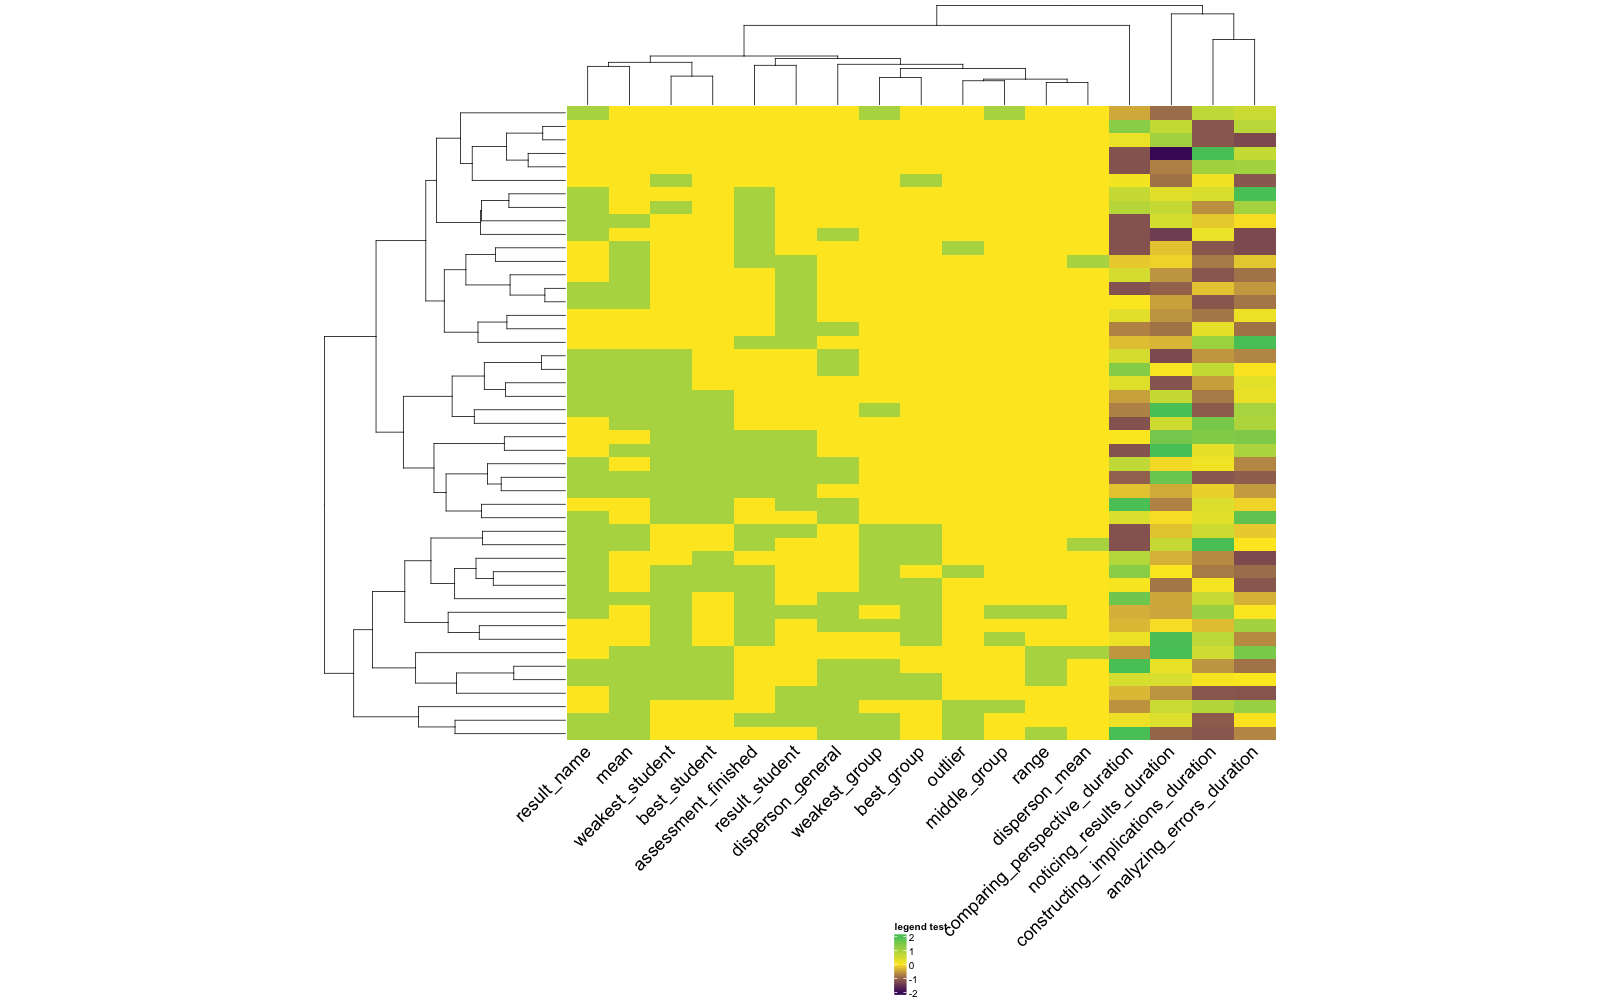 result_name
mean
weakest_student
best_student
assessment_finished
result_student
disperson_general
weakest_group
best_group
outlier
middle_group
range
disperson_mean
comparing_perspective_duration
noticing_results_duration
constructing_implications_duration
analyzing_errors_duration
legend test
2
1
0
-1
-2